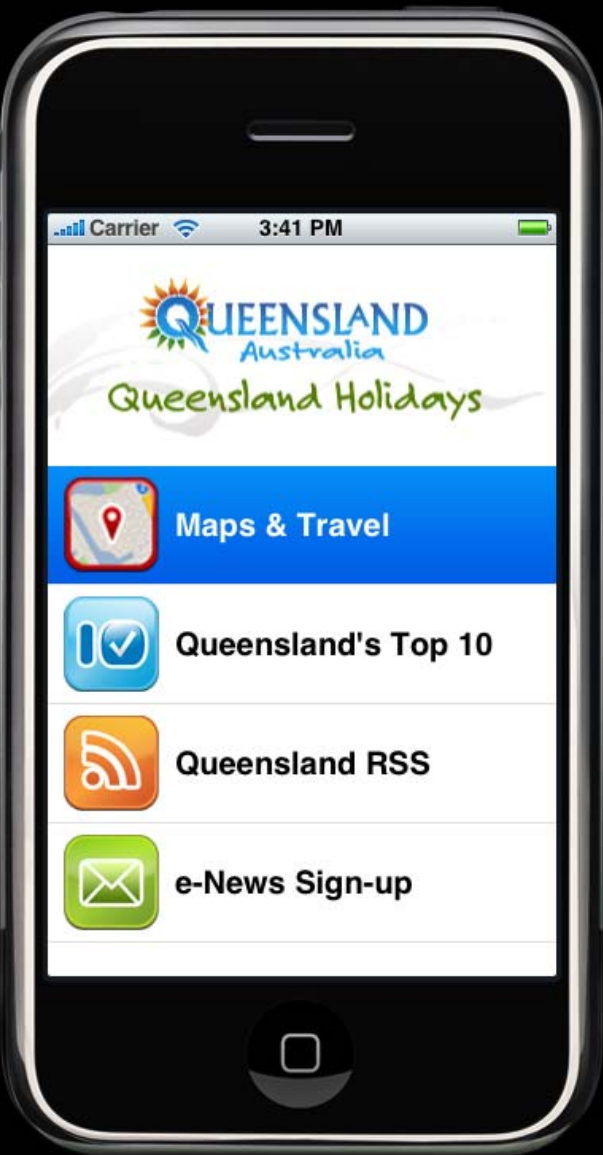 Carrier 3:41 PM
QUEENSLAND
Australia
Queensland Holidays
Maps & Travel
Queensland's Top 10
Queensland RSS
e-News Sign-up